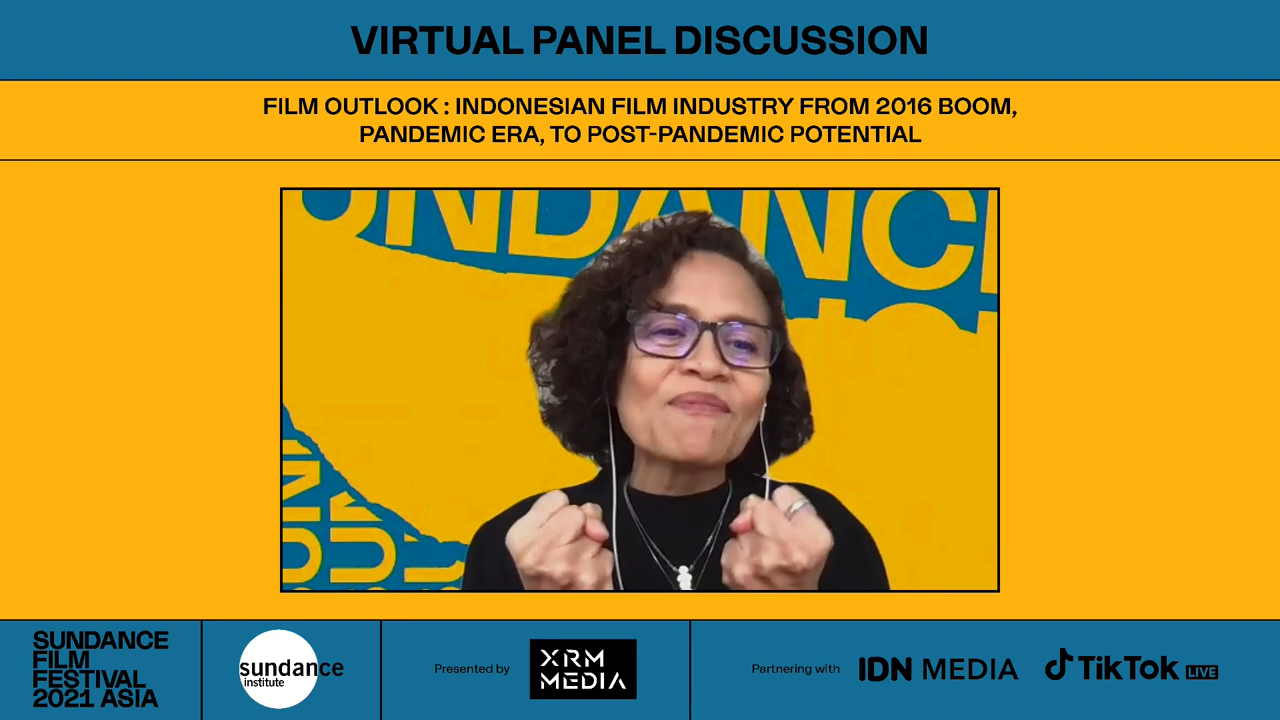 VIRTUAL PANEL DISCUSSION
FILM OUTLOOK : INDONESIAN FILM INDUSTRY FROM 2016 BOOM,
PANDEMIC ERA, TO POST-PANDEMIC POTENTIAL
UNDANC
SUNDANCE
FILM
FESTIVAL
2021 ASIA
sundance
institute
Presented by
XRM
MEDIA
Partnering with
IDN MEDIA
TikTok LIVE